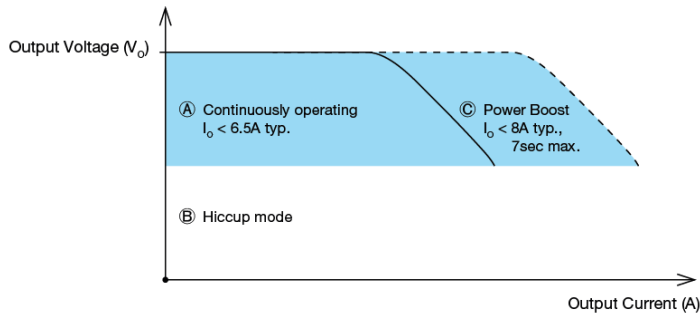 Output Voltage (Vₒ)
Ⓐ Continuously operating
Iₒ < 6.5A typ.
Ⓒ Power Boost
Iₒ < 8A typ.,
7sec max.
Ⓑ Hiccup mode
Output Current (A)